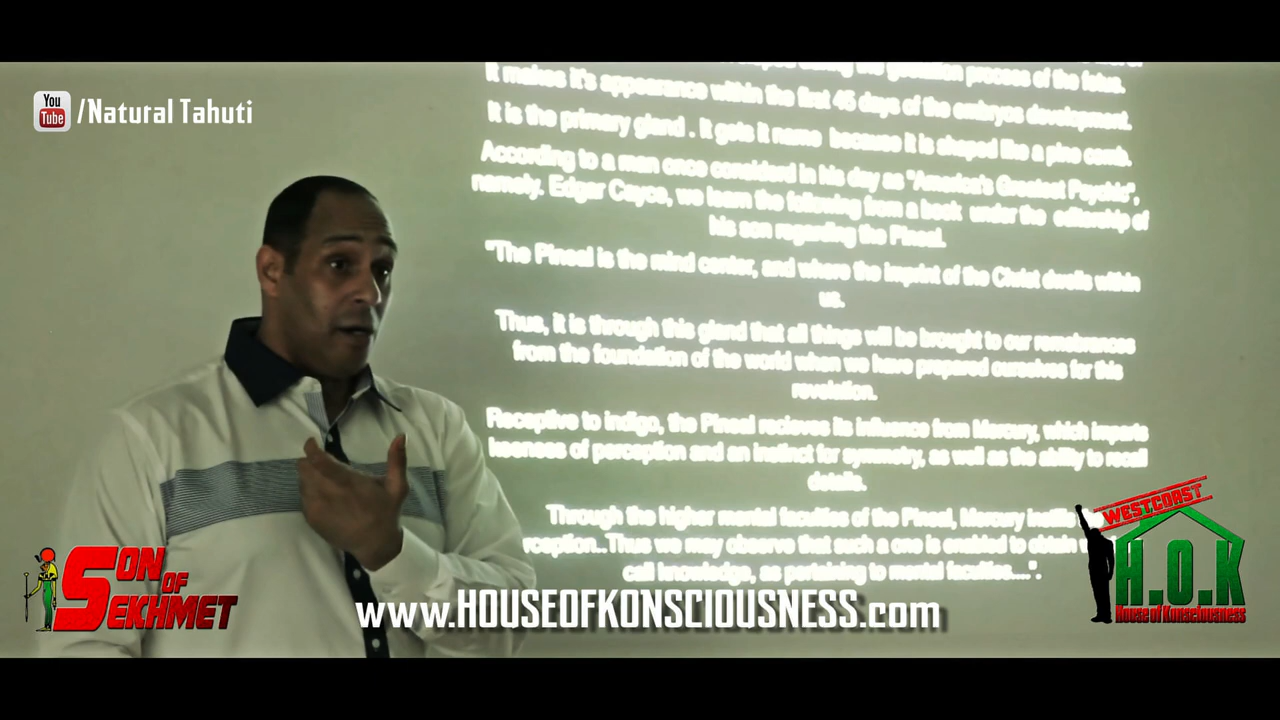 You
Tube /Natural Tahuti
process of the fetus.
It makes it's appearance within the first 45 days of the embryos development.
It is the primary gland . It gets it name because it is shaped like a pine comb.
According to a man once considerd in his day as "America's Greatest Psychic",
namely. Edgar Cayce, we learn the following from a book under the
his son regarding the Pineal.
"The Pineal is the mind center, and where the imprint of the Christ dwells within
us.
Thus, it is through this gland that all things will be brought to our
from the foundation of the world when we have prepared ourselves for this
revelation.
Receptive to indigo, the Pineal recieves its influence from Mercury, which
of perception and an instinct for symmetry, as well as the ability to recall
details.
Through the higher mental faculties of the Pineal, Mercury
Thus we may observe that such a one is enabled to obtain
call knowledge, as pertaining to mental faculties....".
WESTCOAST
H.O.K
House of Konsciousness
SON
OF
SEKHMET
www.HOUSEOFKONSCIOUSNESS.com